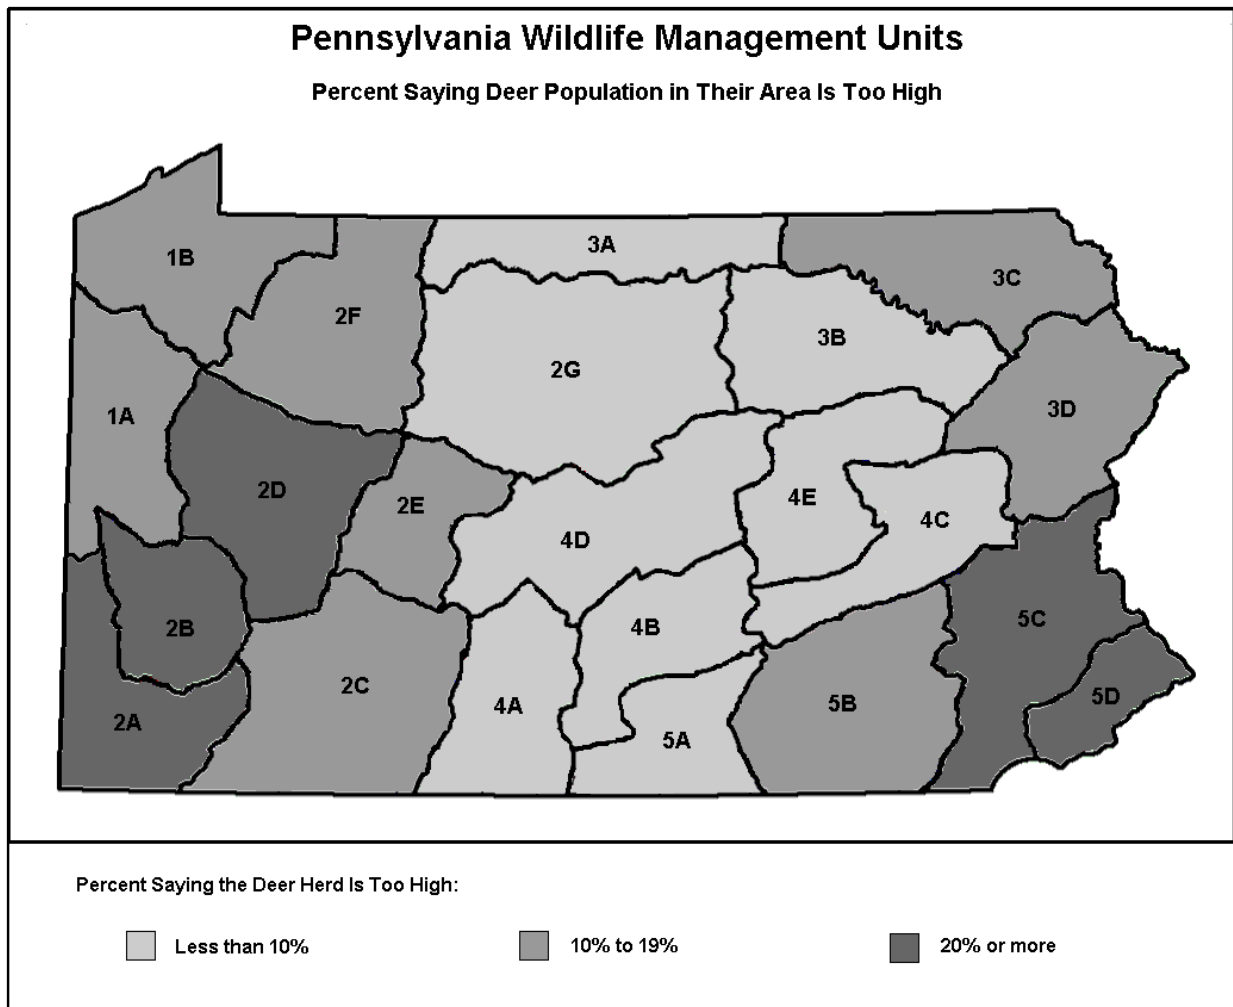 Pennsylvania Wildlife Management Units
Percent Saying Deer Population in Their Area Is Too High
3A
1B
3C
2F
3B
2G
1A
3D
2D
4E
2E
4C
4D
5C
2B
4B
2C
5D
5B
4A
2A
5A
Percent Saying the Deer Herd Is Too High:
Less than 10%
10% to 19%
20% or more